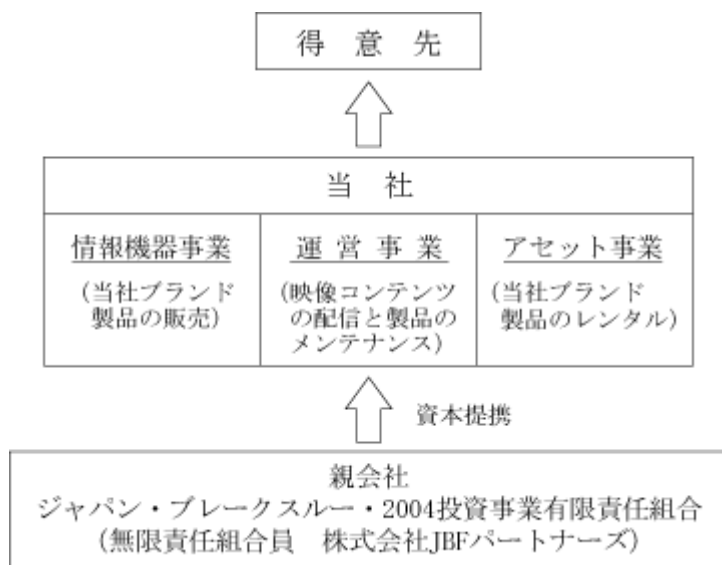 得意先
当社
情報機器事業
(当社ブランド
製品の販売)
運営事業
(映像コンテンツ
の配信と製品の
メンテナンス)
アセット事業
(当社ブランド
製品のレンタル)
資本提携
親会社
ジャパン・ブレークスルー・2004投資事業有限責任組合
(無限責任組合員　株式会社JBFパートナーズ)